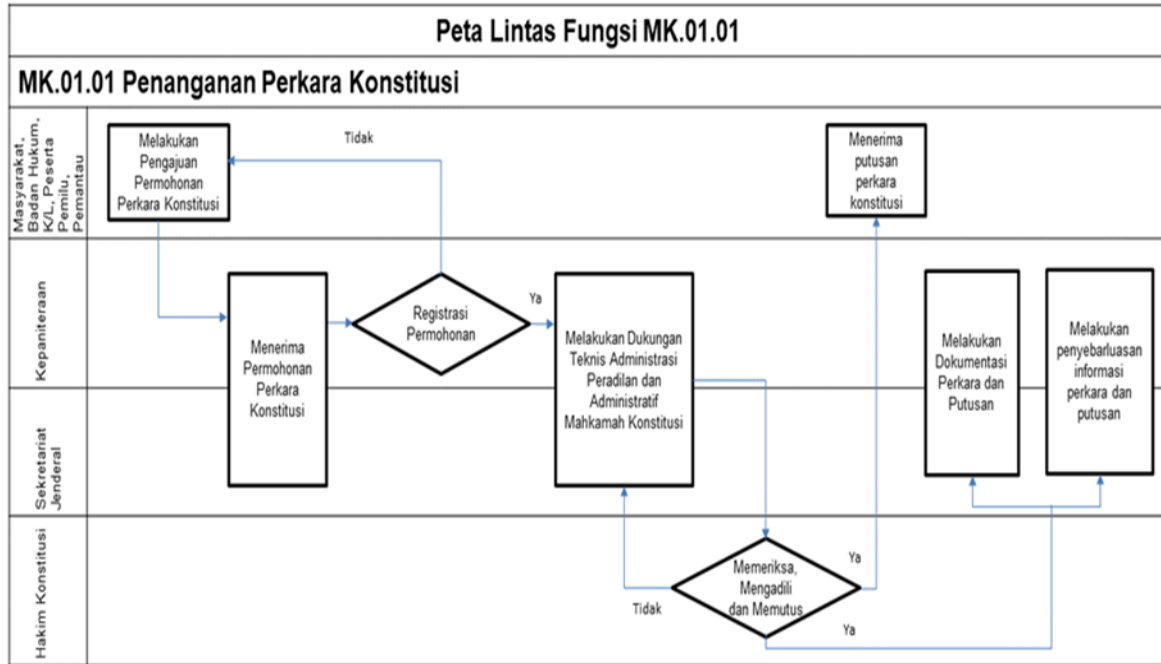 Peta Lintas Fungsi MK.01.01
MK.01.01 Penanganan Perkara Konstitusi
Masyarakat,
Badan Hukum,
K/L, Peserta
Pemilu,
Pemantau
Melakukan
Pengajuan
Permohonan
Perkara Konstitusi
Tidak
Menerima
putusan
perkara
konstitusi
Kepaniteraan
Menerima
Permohonan
Perkara
Konstitusi
Registrasi
Permohonan
Ya
Melakukan Dukungan
Teknis Administrasi
Peradilan dan
Administratif
Mahkamah Konstitusi
Melakukan
Dokumentasi
Perkara dan
Putusan
Melakukan
penyebarluasan
informasi
perkara dan
putusan
Sekretariat
Jenderal
Hakim Konstitusi
Tidak
Memeriksa,
Mengadili
dan Memutus
Ya
Ya